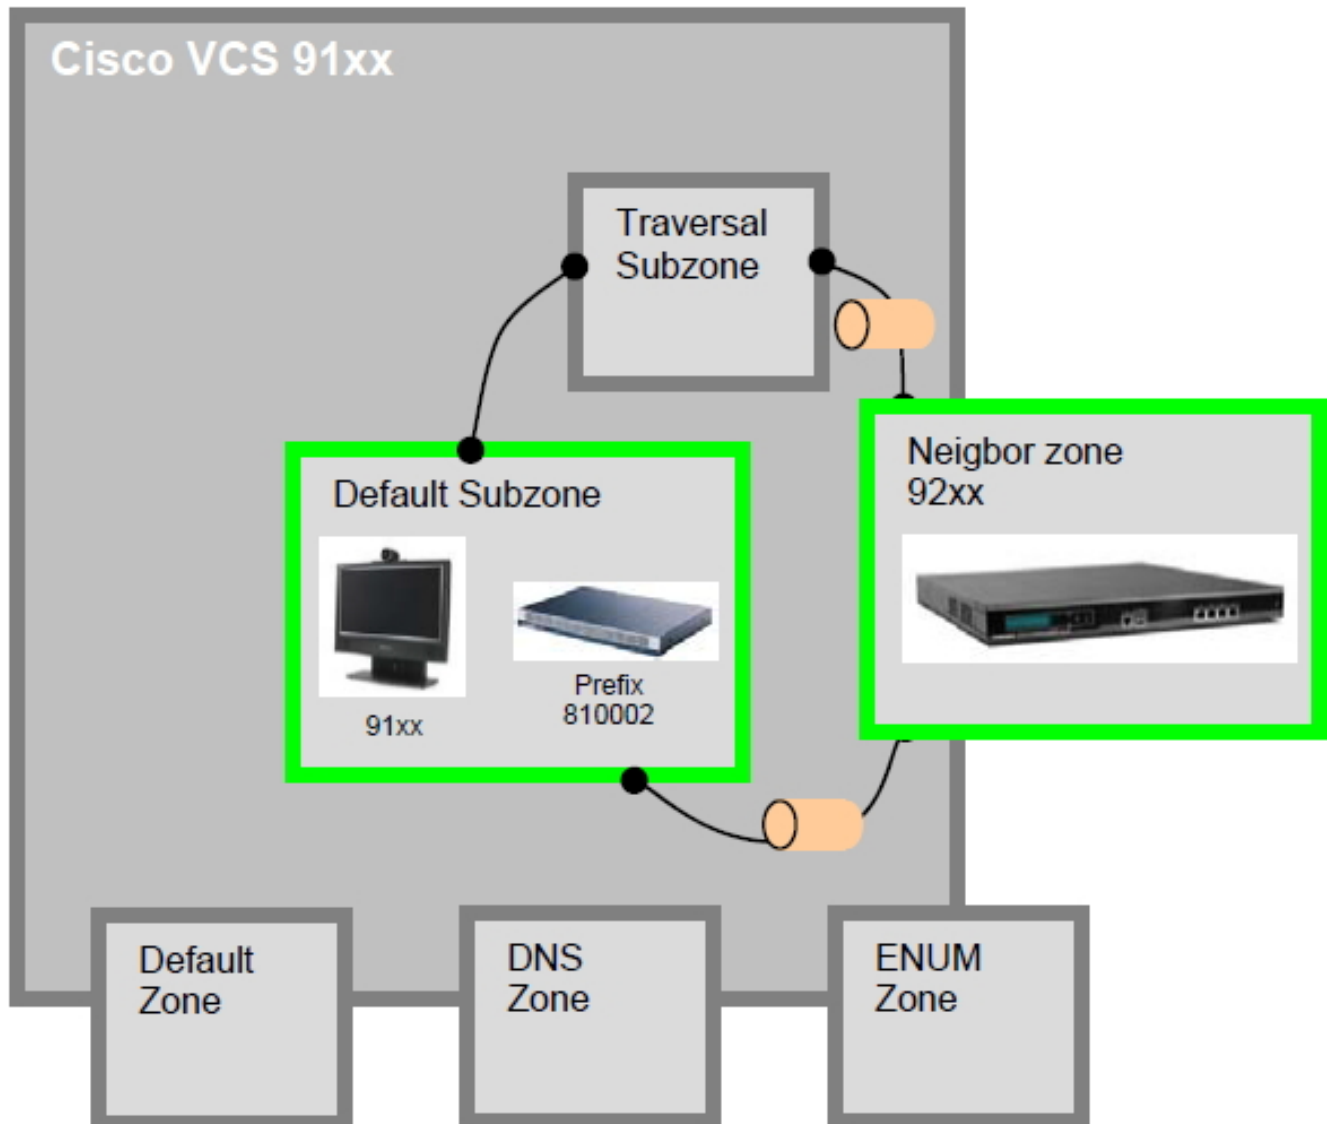 Cisco VCS 91xx
Traversal
Subzone
Neigbor zone
92xx
Default Subzone
91xx
Prefix
810002
Default
Zone
DNS
Zone
ENUM
Zone